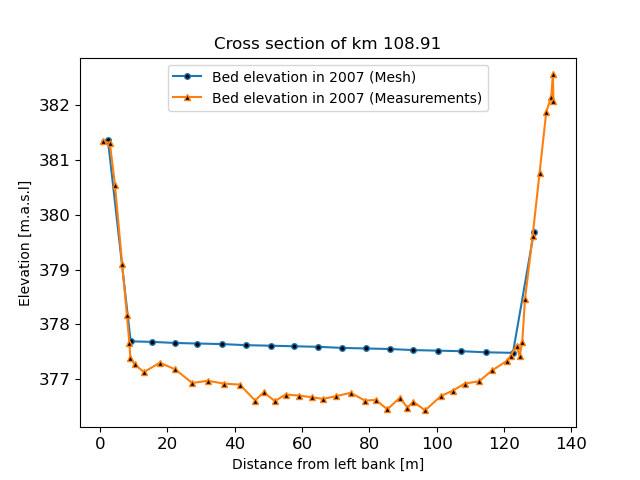 Cross section of km 108.91
Bed elevation in 2007 (Mesh)
Bed elevation in 2007 (Measurements)
Elevation [m.a.s.l]
382
381
380
379
378
377
0 20 40 60 80 100 120 140
Distance from left bank [m]